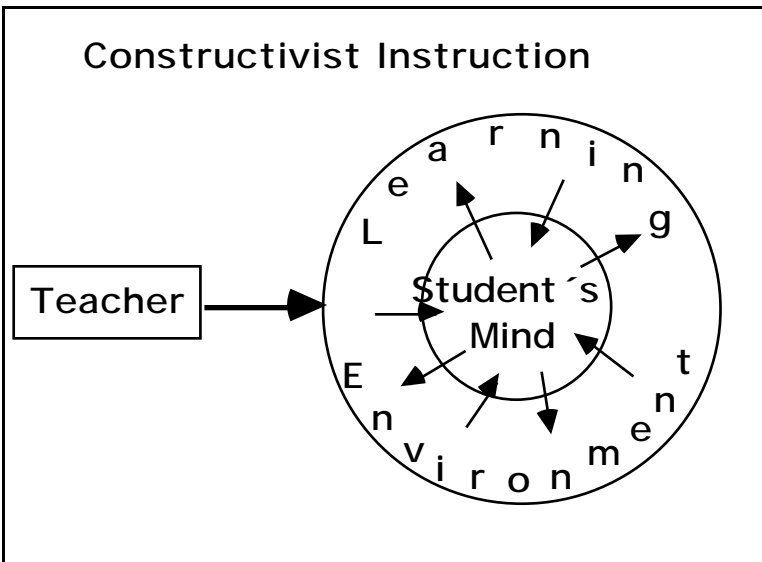 Constructivist Instruction
Learning
Teacher
Student´s
Mind
Environment